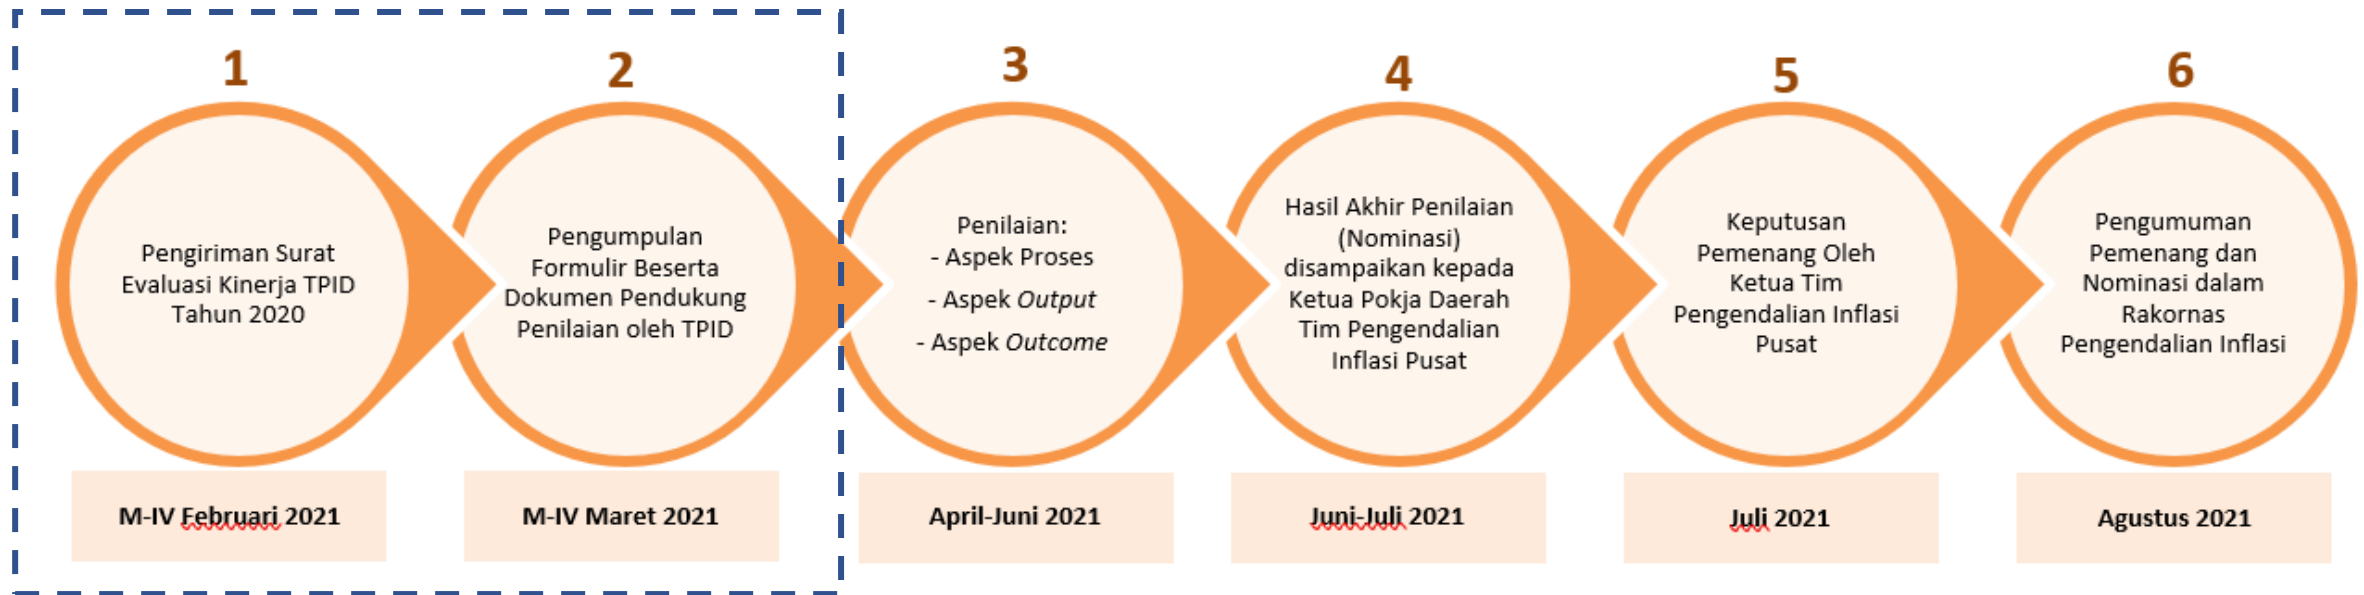 1
Pengiriman Surat
Evaluasi Kinerja TPID
Tahun 2020
M-IV Februari 2021
2
Pengumpulan
Formulir Beserta
Dokumen Pendukung
Penilaian oleh TPID
M-IV Maret 2021
3
Penilaian:
- Aspek Proses
- Aspek Output
- Aspek Outcome
April-Juni 2021
4
Hasil Akhir Penilaian
(Nominasi)
disampaikan kepada
Ketua Pokja Daerah
Tim Pengendalian
Inflasi Pusat
Juni-Juli 2021
5
Keputusan
Pemenang Oleh
Ketua Tim
Pengendalian Inflasi
Pusat
Juli 2021
6
Pengumuman
Pemenang dan
Nominasi dalam
Rakornas
Pengendalian Inflasi
Agustus 2021